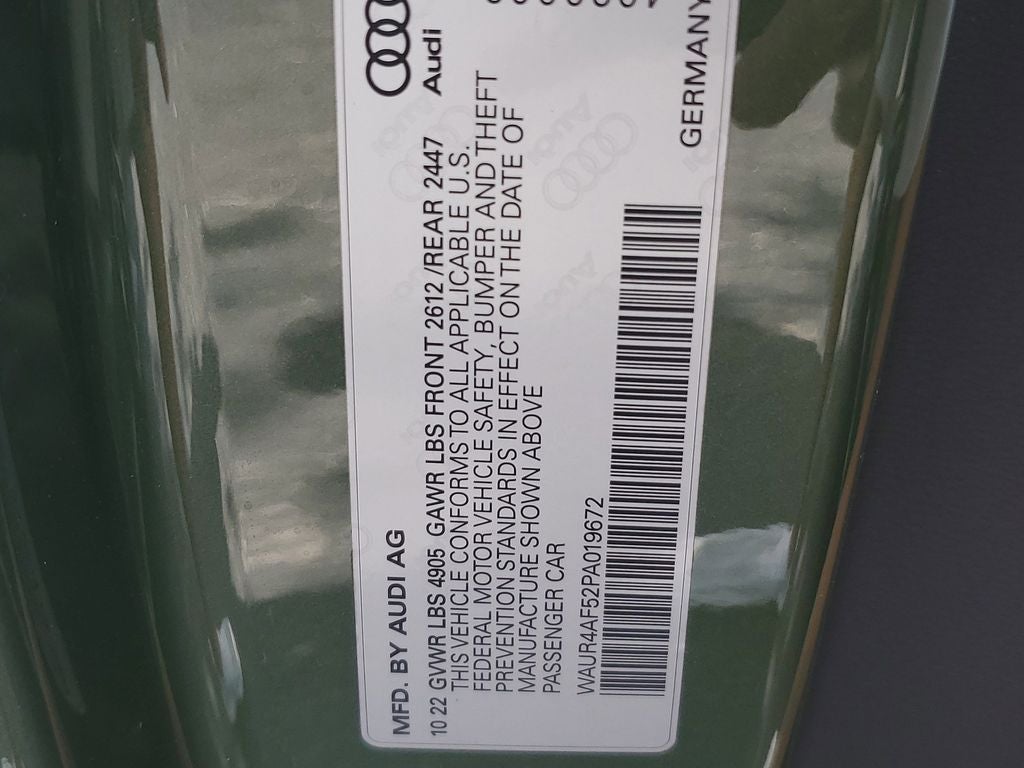 MFD. BY AUDI AG
Audi
10 22 GVWR LBS 4905 GAWR LBS FRONT 2612/REAR 2447
THIS VEHICLE CONFORMS TO ALL APPLICABLE U.S.
FEDERAL MOTOR VEHICLE SAFETY, BUMPER AND THEFT
PREVENTION STANDARDS IN EFFECT ON THE DATE OF
MANUFACTURE SHOWN ABOVE
PASSENGER CAR
WAUR4AF52PA019672
GERMANY